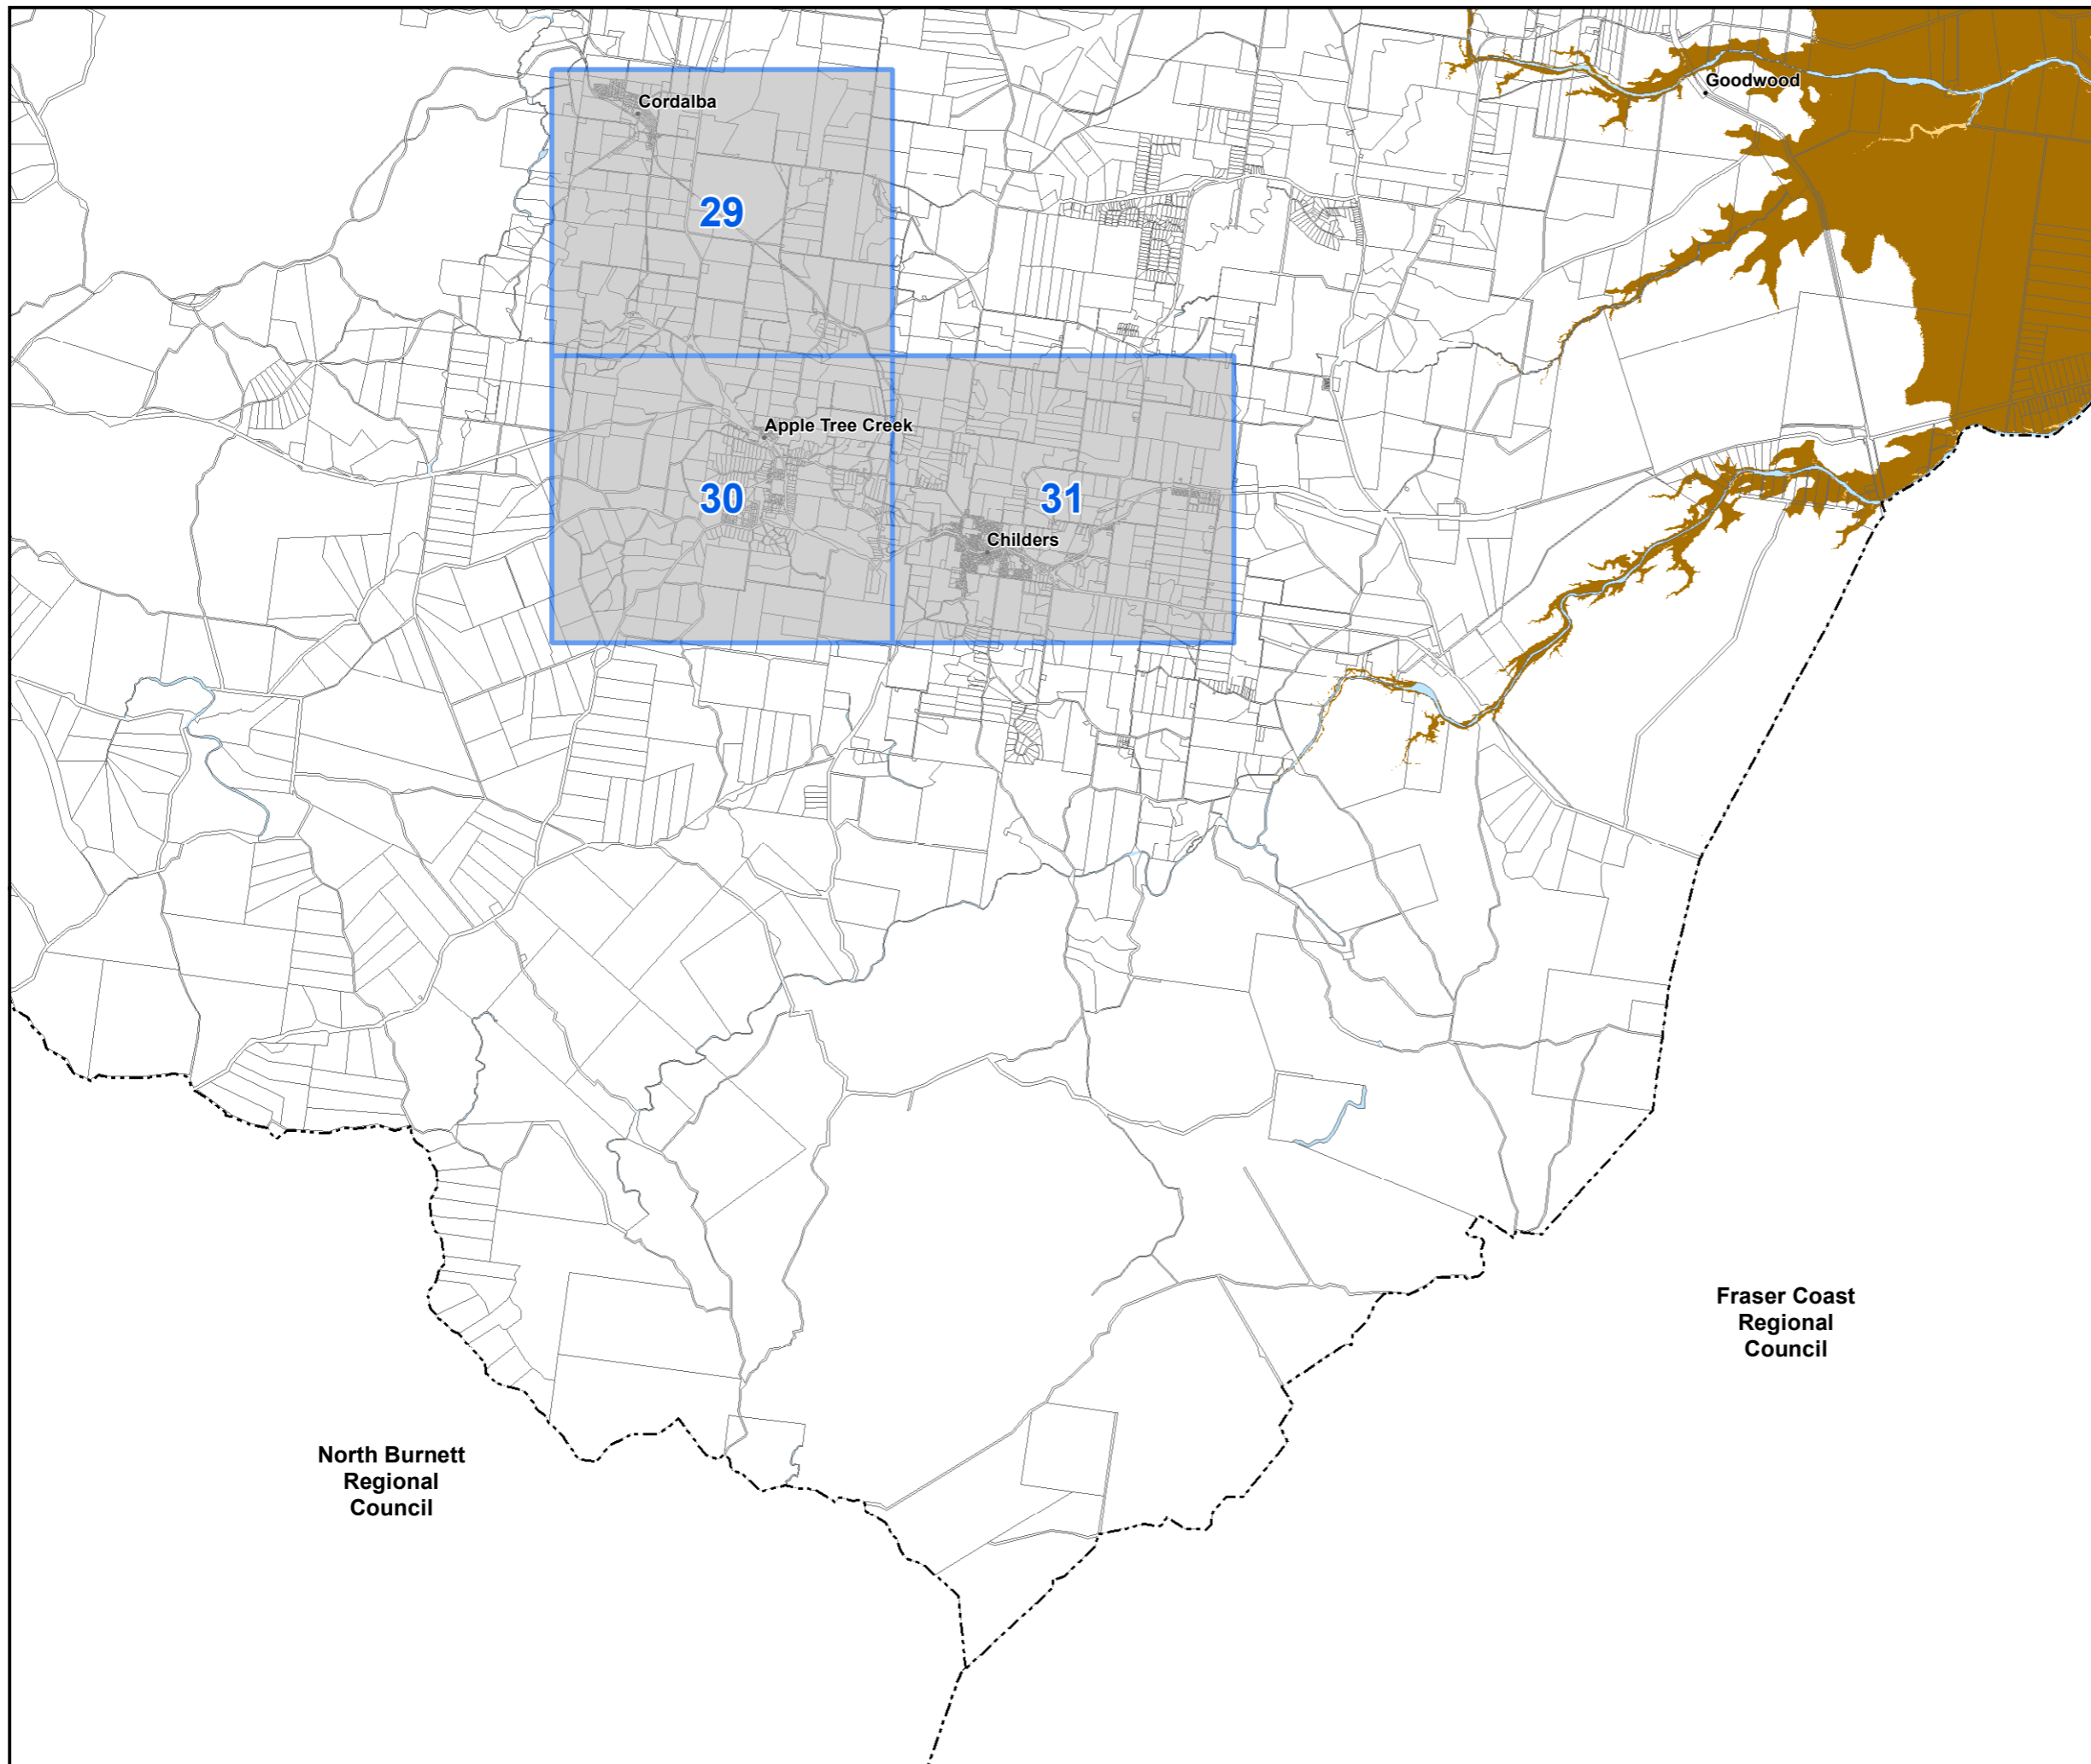 Goodwood
Cordalba
29
Apple Tree Creek
30
31
Childers
Fraser Coast
Regional
Council
North Burnett
Regional
Council